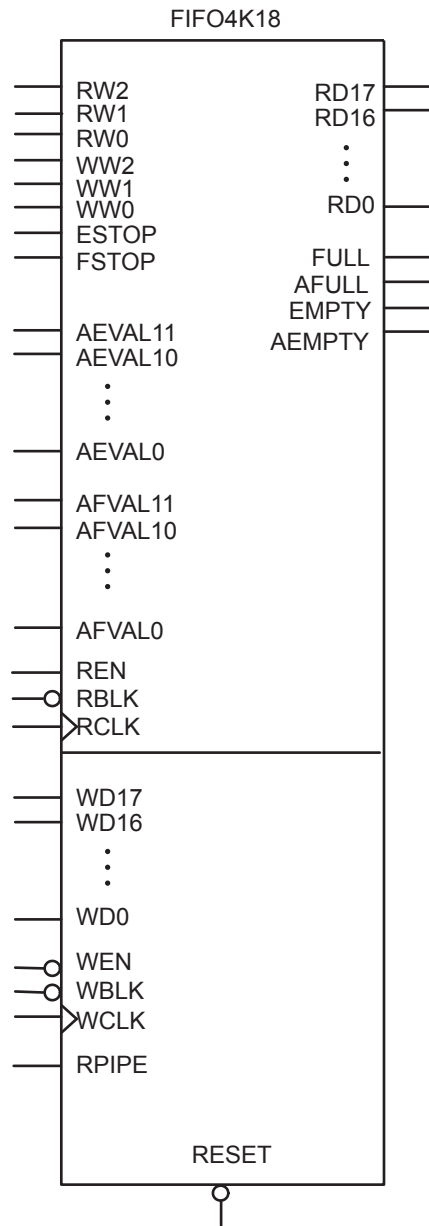 FIFO4K18
RW2
RW1
RW0
WW2
WW1
WW0
ESTOP
FSTOP
AEVAL11
AEVAL10
AEVAL0
AFVAL11
AFVAL10
AFVAL0
REN
RBLK
RCLK
RD17
RD16
RD0
FULL
AFULL
EMPTY
AEMPTY
WD17
WD16
WD0
WEN
WBLK
WCLK
RPIPE
RESET